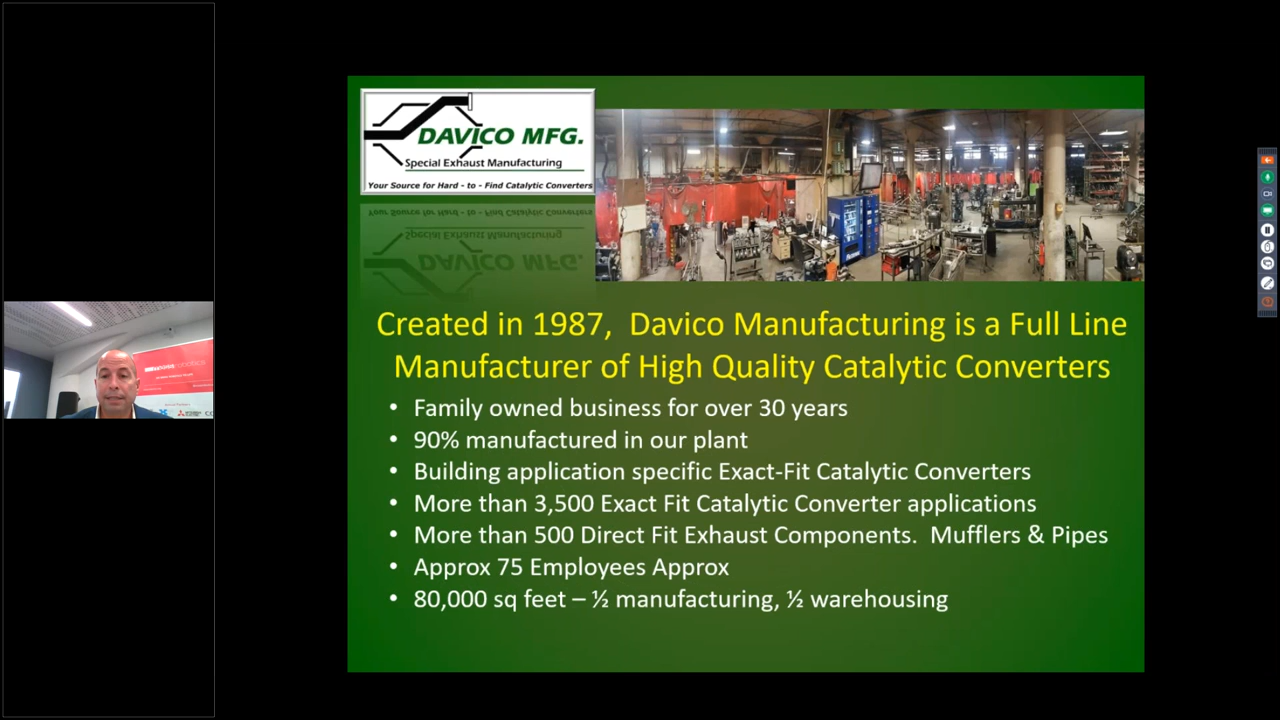 DAVICO MFG.
Special Exhaust Manufacturing
Your Source for Hard - to - Find Catalytic Converters
Created in 1987,  Davico Manufacturing is a Full Line
Manufacturer of High Quality Catalytic Converters
• Family owned business for over 30 years
• 90% manufactured in our plant
• Building application specific Exact-Fit Catalytic Converters
• More than 3,500 Exact Fit Catalytic Converter applications
• More than 500 Direct Fit Exhaust Components.  Mufflers & Pipes
• Approx 75 Employees Approx
• 80,000 sq feet – ½ manufacturing, ½ warehousing